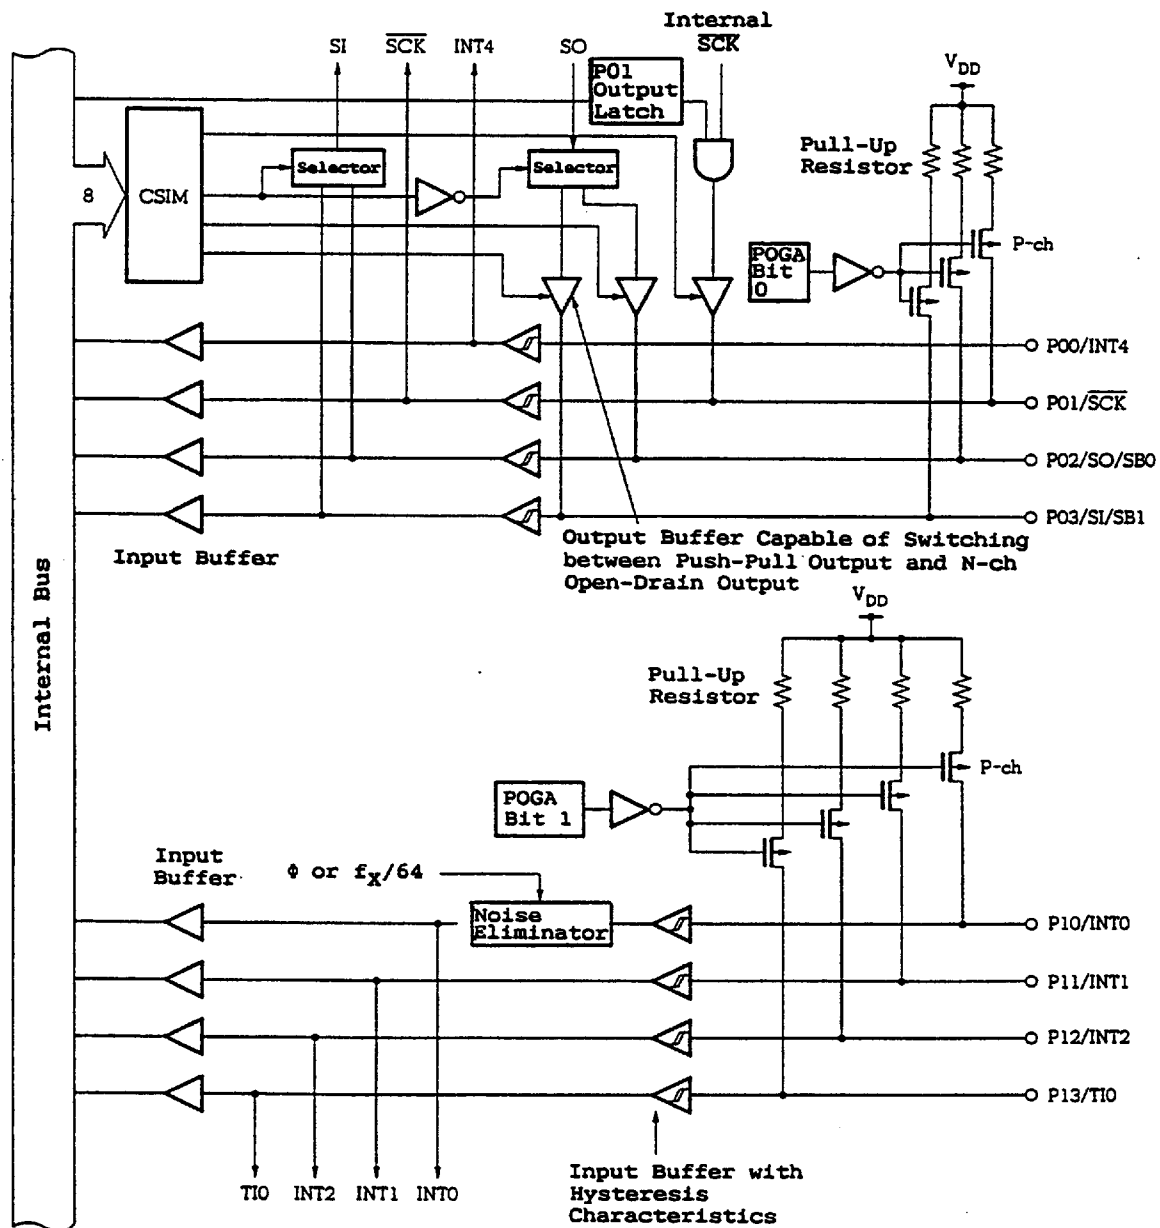 Internal
SI
SCK
INT4
SO
SCK
P01
Output
Latch
VDD
Pull-Up
Resistor
Selector
Selector
8
CSIM
P-ch
POGA
Bit
0
P00/INT4
P01/SCK
P02/SO/SB0
P03/SI/SB1
Input Buffer
Output Buffer Capable of Switching
between Push-Pull Output and N-ch
Open-Drain Output
Internal Bus
VDD
Pull-Up
Resistor
P-ch
POGA
Bit 1
Input
Buffer
Φ or fX/64
Noise
Eliminator
P10/INT0
P11/INT1
P12/INT2
P13/TI0
TI0
INT2
INT1
INT0
Input Buffer with
Hysteresis
Characteristics